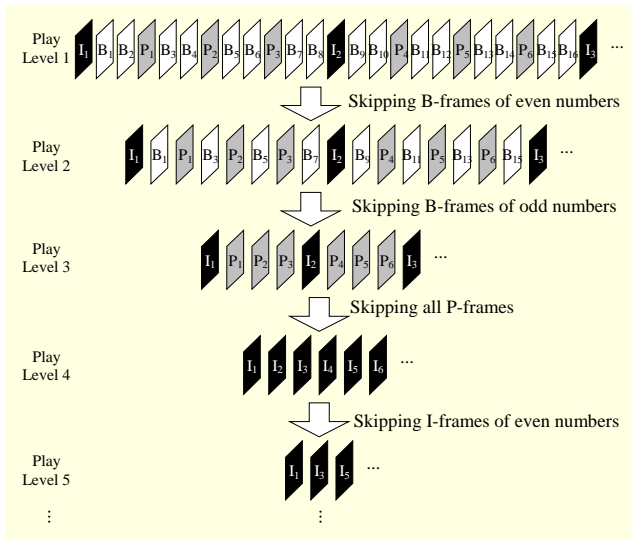 Play
Level 1
I1 B1 B2 P1 B3 B4 P2 B5 B6 P3 B7 B8 I2 B9 B10 P4 B11 B12 P5 B13 B14 P6 B15 B16 I3 ...
Skipping B-frames of even numbers
Play
Level 2
I1 B1 P1 B3 P2 B5 P3 B7 I2 B9 P4 B11 P5 B13 P6 B15 I3 ...
Skipping B-frames of odd numbers
Play
Level 3
I1 P1 P2 P3 I2 P4 P5 P6 I3 ...
Skipping all P-frames
Play
Level 4
I1 I2 I3 I4 I5 I6 ...
Skipping I-frames of even numbers
Play
Level 5
I1 I3 I5 ...
⋮ ⋮